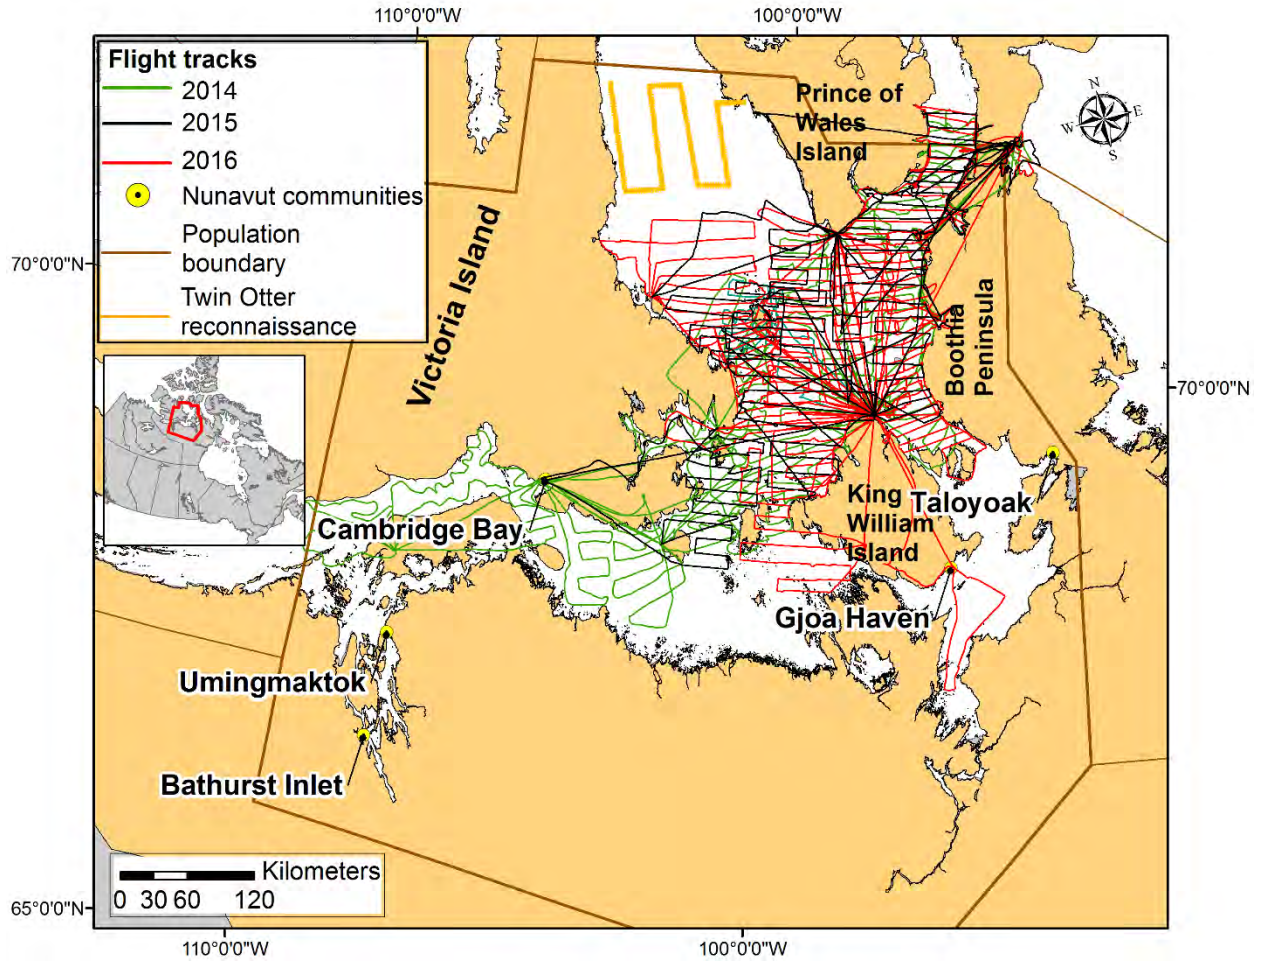 110°0'0"W
100°0'0"W
Flight tracks
2014
2015
2016
Nunavut communities
Population
boundary
Twin Otter
reconnaissance
Prince of
Wales
Island
N
W
E
S
70°0'0"N
Victoria Island
Boothia
Peninsula
70°0'0"N
King
William
Island
Taloyoak
Cambridge Bay
Gjoa Haven
Umingmaktok
Bathurst Inlet
Kilometers
0 30 60 120
65°0'0"N
110°0'0"W
100°0'0"W